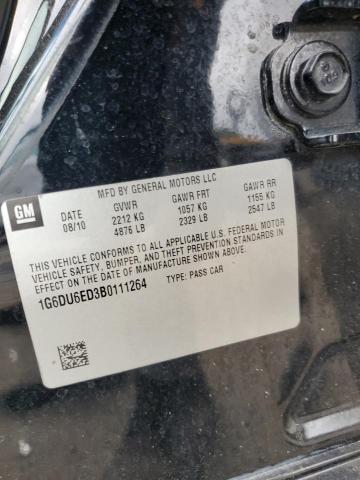 GM
MFD BY GENERAL MOTORS LLC
DATE GVWR GAWR FRT GAWR RR
08/10 2212 KG 1057 KG 1155 KG
4876 LB 2329 LB 2547 LB
THIS VEHICLE CONFORMS TO ALL APPLICABLE U.S. FEDERAL MOTOR
VEHICLE SAFETY, BUMPER, AND THEFT PREVENTION STANDARDS IN
EFFECT ON THE DATE OF MANUFACTURE SHOWN ABOVE.
1G6DU6ED3B0111264 TYPE: PASS CAR